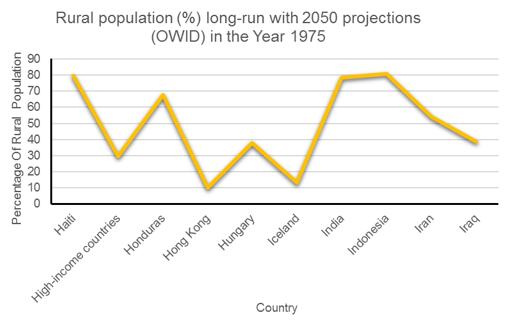 Rural population (%) long-run with 2050 projections
(OWID) in the Year 1975
Percentage Of Rural Population
90
80
70
60
50
40
30
20
10
0
Haiti
High-income countries
Honduras
Hong Kong
Hungary
Iceland
India
Indonesia
Iran
Iraq
Country